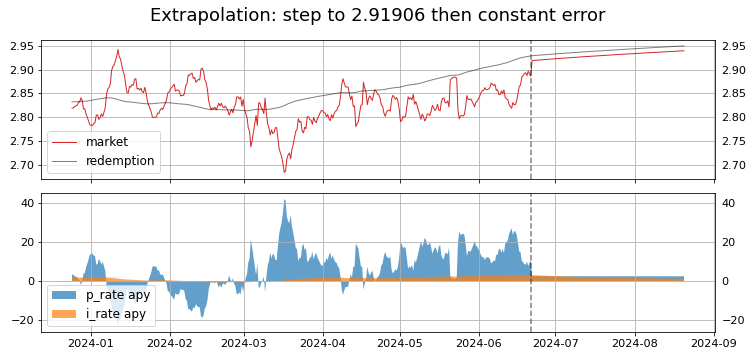 Extrapolation: step to 2.91906 then constant error
2.95 2.95
2.90 2.90
2.85 2.85
2.80 2.80
2.75 2.75
2.70 2.70
market
redemption
40 40
20 20
0 0
−20 −20
p_rate apy
i_rate apy
2024-01 2024-02 2024-03 2024-04 2024-05 2024-06 2024-07 2024-08 2024-09